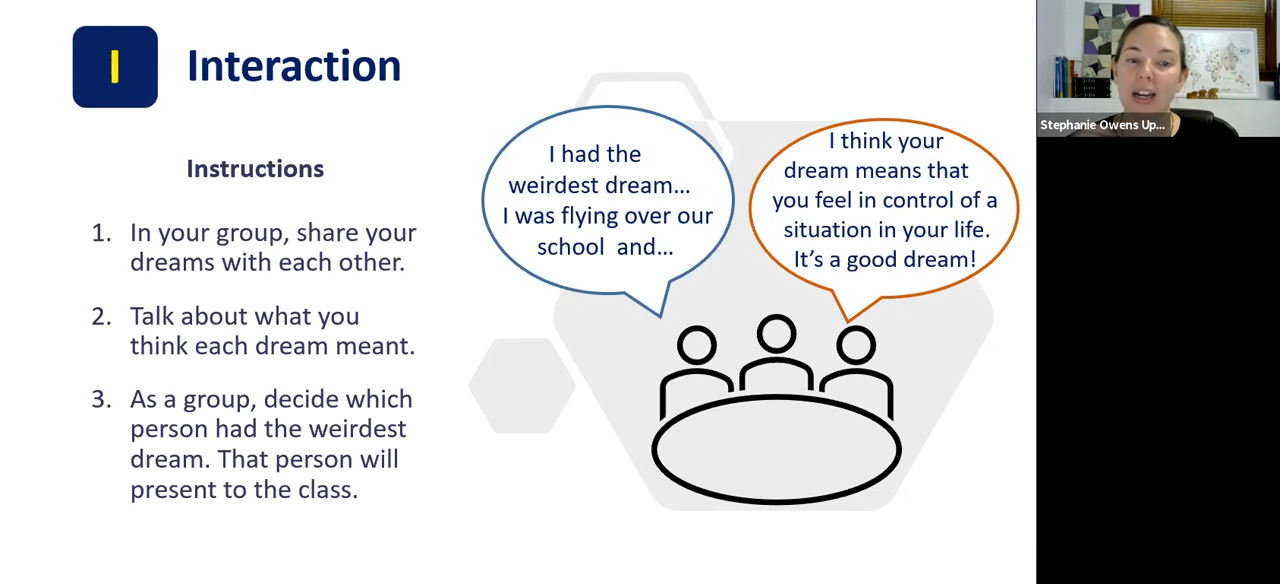 I
Interaction
Instructions
1. In your group, share your
dreams with each other.
2. Talk about what you
think each dream meant.
3. As a group, decide which
person had the weirdest
dream. That person will
present to the class.
I had the
weirdest dream...
I was flying over our
school and...
I think your
dream means that
you feel in control of a
situation in your life.
It's a good dream!
Stephanie Owens Up...